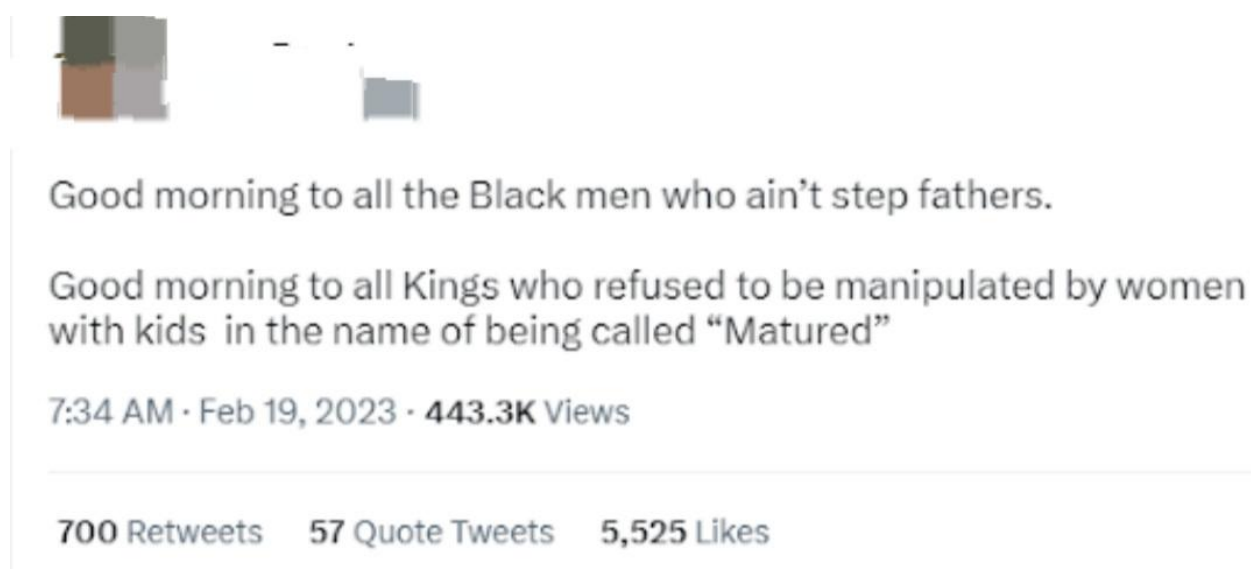 Good morning to all the Black men who ain’t step fathers.
Good morning to all Kings who refused to be manipulated by women
with kids in the name of being called “Matured”
7:34 AM · Feb 19, 2023 · 443.3K Views
700 Retweets 57 Quote Tweets 5,525 Likes